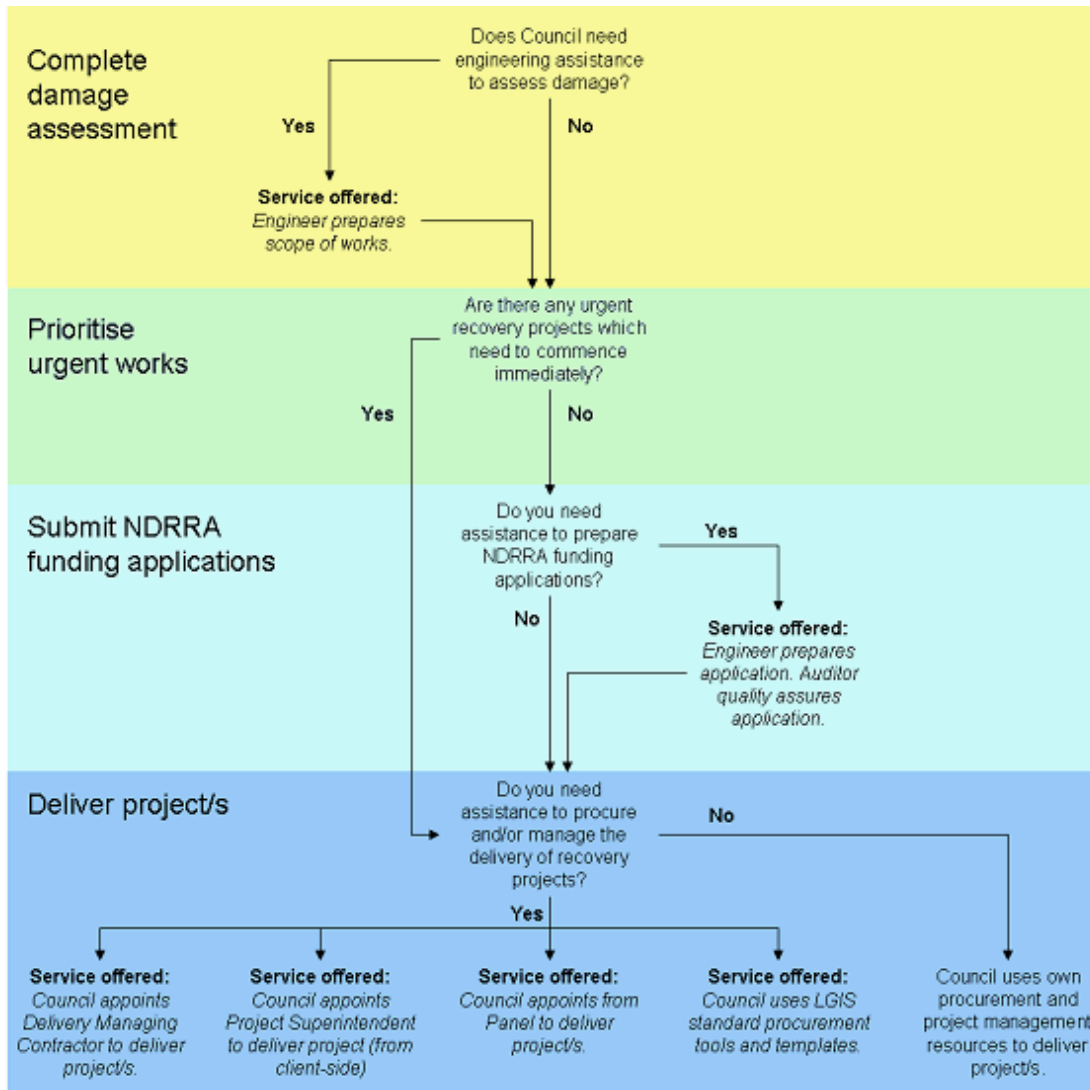 Complete
damage
assessment
Does Council need
engineering assistance
to assess damage?
Yes
No
Service offered:
Engineer prepares
scope of works.
Prioritise
urgent works
Are there any urgent
recovery projects which
need to commence
immediately?
Yes
No
Submit NDRRA
funding applications
Do you need
assistance to prepare
NDRRA funding
applications?
Yes
No
Service offered:
Engineer prepares
application. Auditor
quality assures
application.
Deliver project/s
Do you need
assistance to procure
and/or manage the
delivery of recovery
projects?
No
Yes
Service offered:
Council appoints
Delivery Managing
Contractor to deliver
project/s.
Service offered:
Council appoints
Project Superintendent
to deliver project (from
client-side)
Service offered:
Council appoints from
Panel to deliver
project/s.
Service offered:
Council uses LGIS
standard procurement
tools and templates.
Council uses own
procurement and
project management
resources to deliver
project/s.